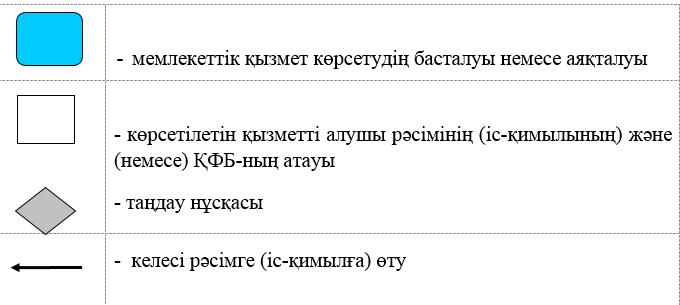 - мемлекеттік қызмет көрсетудің басталуы немесе аяқталуы
- көрсетілетін қызметті алушы рәсімінің (іс-қимылының) және
(немесе) ҚФБ-ның атауы
- таңдау нұсқасы
- келесі рәсімге (іс-қимылға) өту